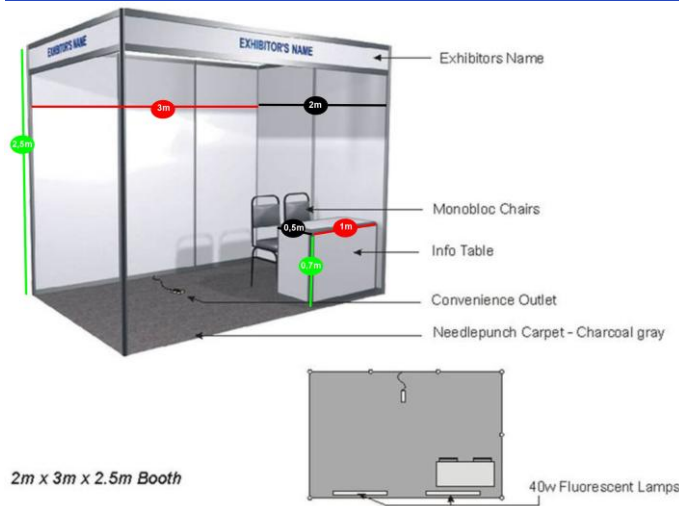 EXHIBITOR'S NAME
EXHIBITOR'S NAME
Exhibitors Name
3m
2m
2,5m
Monobloc Chairs
0,5m
1m
Info Table
0,7m
Convenience Outlet
Needlepunch Carpet - Charcoal gray
2m x 3m x 2.5m Booth
40w Fluorescent Lamps